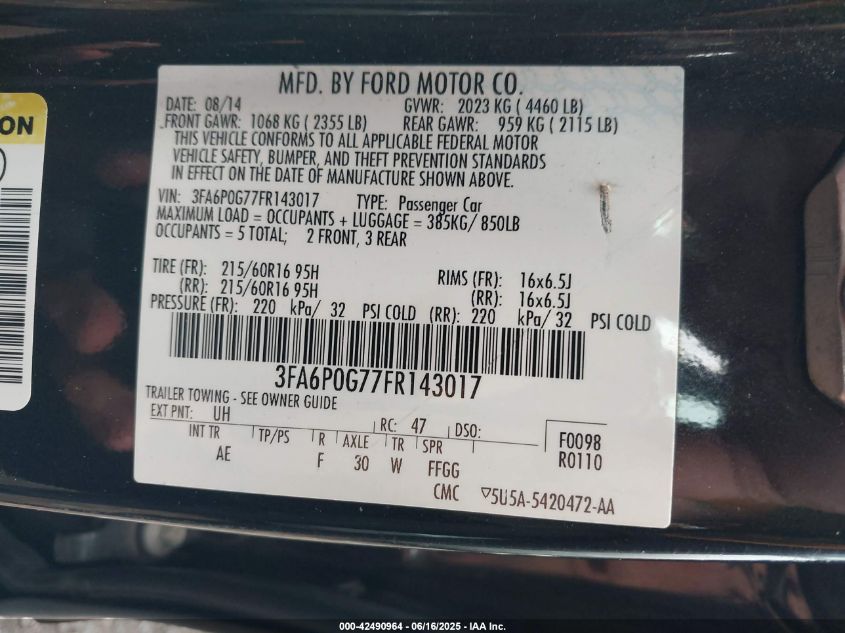 MFD. BY FORD MOTOR CO.
DATE: 08/14 GVWR: 2023 KG ( 4460 LB)
FRONT GAWR: 1068 KG ( 2355 LB) REAR GAWR: 959 KG ( 2115 LB)
THIS VEHICLE CONFORMS TO ALL APPLICABLE FEDERAL MOTOR
VEHICLE SAFETY, BUMPER, AND THEFT PREVENTION STANDARDS
IN EFFECT ON THE DATE OF MANUFACTURE SHOWN ABOVE.
VIN: 3FA6P0G77FR143017 TYPE: Passenger Car
MAXIMUM LOAD = OCCUPANTS + LUGGAGE = 385KG/ 850LB
OCCUPANTS = 5 TOTAL; 2 FRONT, 3 REAR
TIRE (FR): 215/60R16 95H RIMS (FR): 16x6.5J
(RR): 215/60R16 95H (RR): 16x6.5J
PRESSURE (FR): 220 kPa/ 32 PSI COLD (RR): 220 kPa/ 32 PSI COLD
3FA6P0G77FR143017
TRAILER TOWING - SEE OWNER GUIDE
EXT PNT: UH RC: 47 DSO: F0098
INT TR TP/PS R AXLE TR SPR R0110
AE F 30 W FFGG
CMC ▽5U5A-5420472-AA
ON
000-42490964 - 06/16/2025 - IAA Inc.